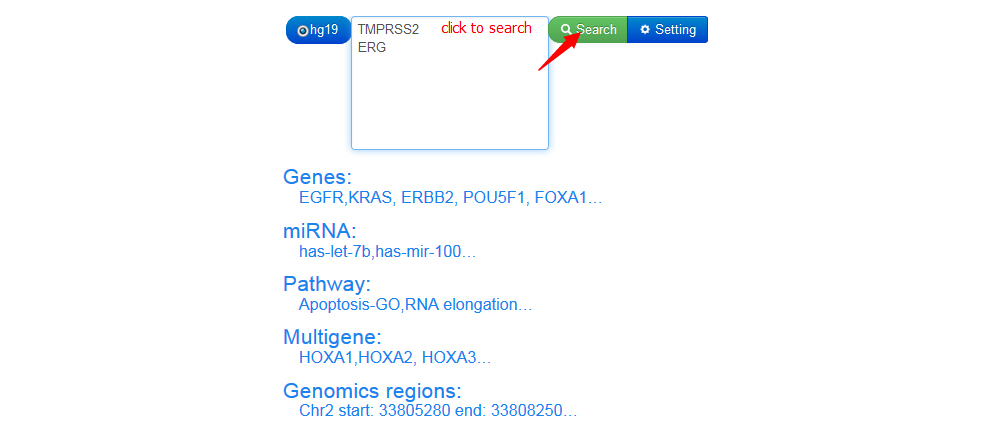 hg19
TMPRSS2
ERG
click to search
Search
Setting
Genes:
EGFR,KRAS, ERBB2, POU5F1, FOXA1...
miRNA:
has-let-7b,has-mir-100...
Pathway:
Apoptosis-GO,RNA elongation...
Multigene:
HOXA1,HOXA2, HOXA3...
Genomics regions:
Chr2 start: 33805280 end: 33808250...